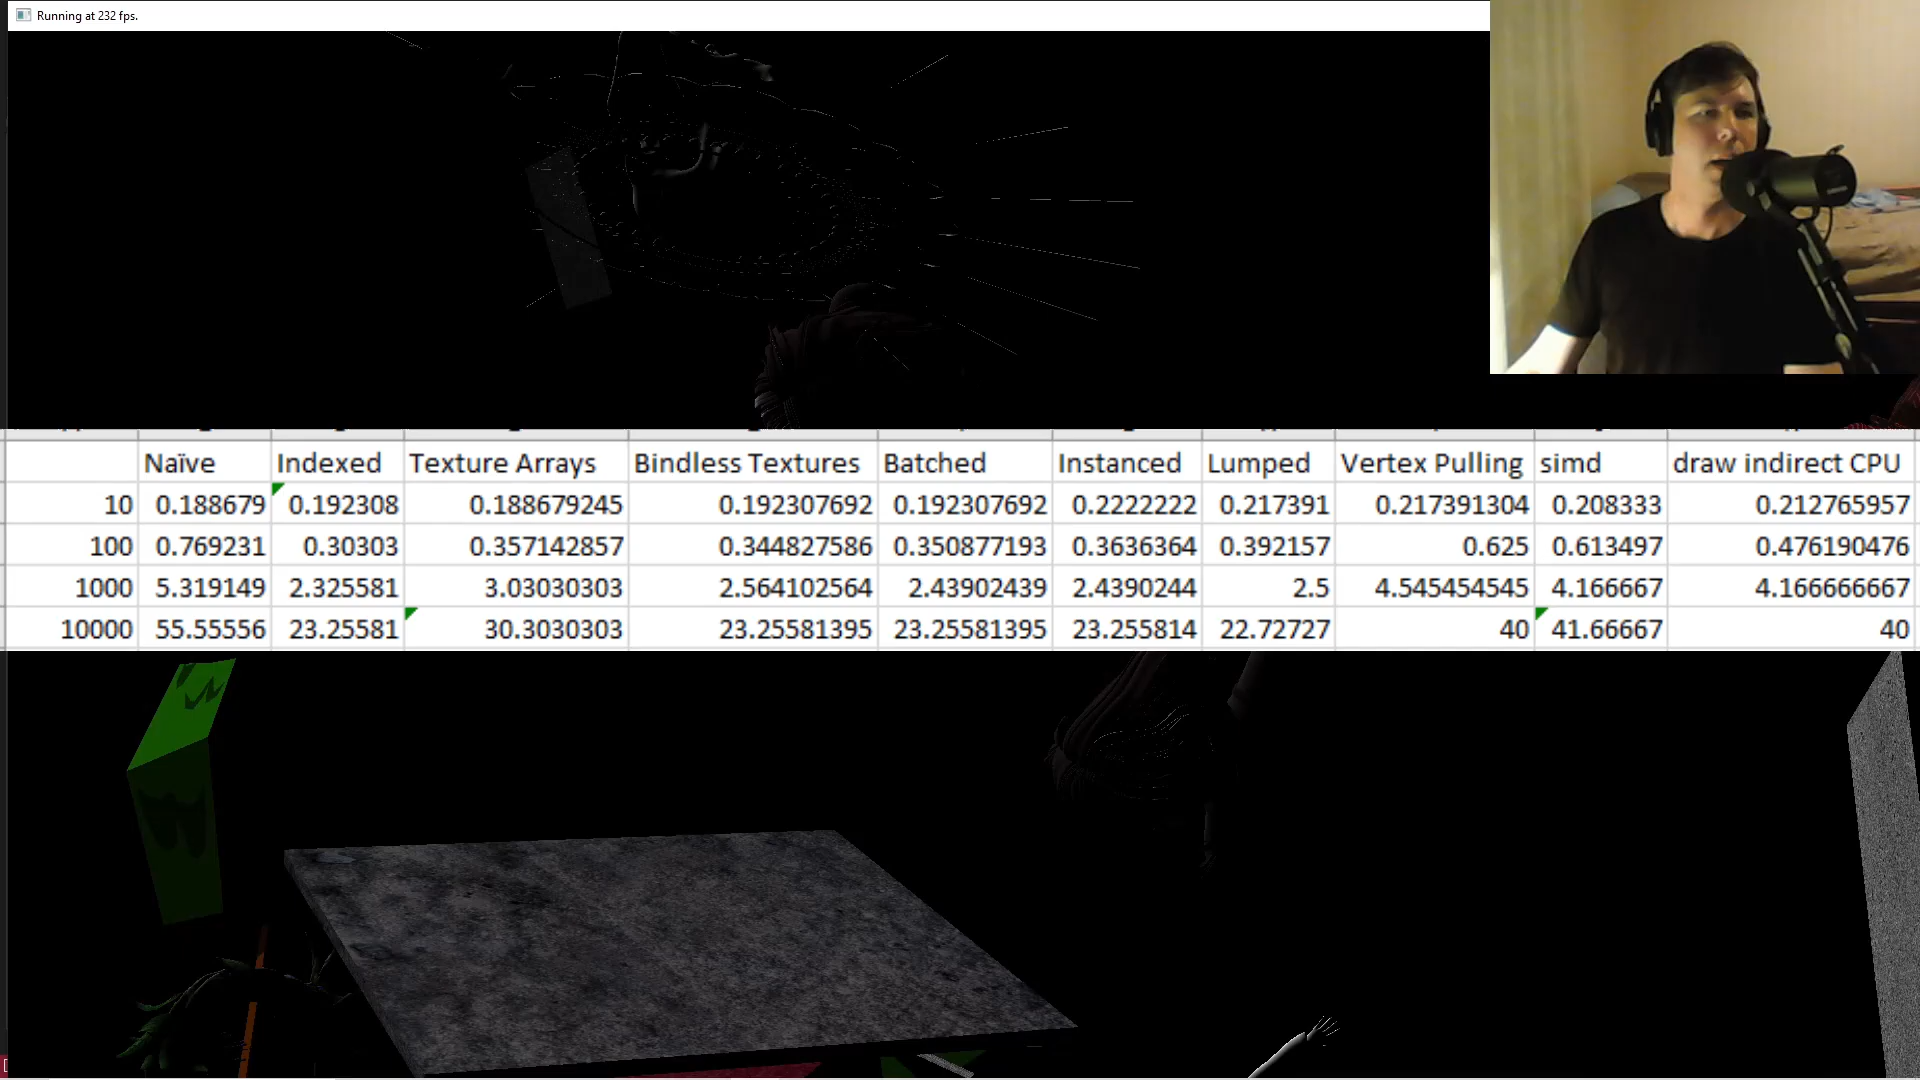 Running at 232 fps.
Naïve Indexed Texture Arrays Bindless Textures Batched Instanced Lumped Vertex Pulling simd draw indirect CPU
10 0.188679 0.192308 0.188679245 0.192307692 0.192307692 0.2222222 0.217391 0.217391304 0.208333 0.212765957
100 0.769231 0.30303 0.357142857 0.344827586 0.350877193 0.3636364 0.392157 0.625 0.613497 0.476190476
1000 5.319149 2.325581 3.03030303 2.564102564 2.43902439 2.4390244 2.5 4.545454545 4.166667 4.166666667
10000 55.55556 23.25581 30.3030303 23.25581395 23.25581395 23.255814 22.72727 40 41.66667 40